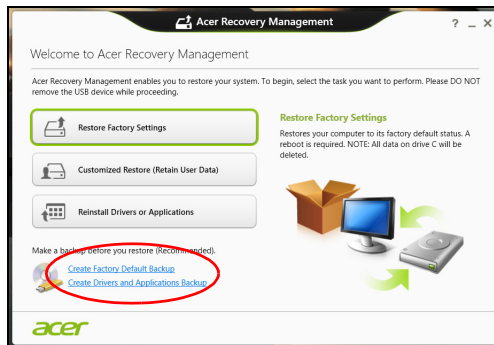 Acer Recovery Management
? _ X
Welcome to Acer Recovery Management
Acer Recovery Management enables you to restore your system. To begin, select the task you want to perform. Please DO NOT
remove the USB device while proceeding.
Restore Factory Settings
Customized Restore (Retain User Data)
Reinstall Drivers or Applications
Restore Factory Settings
Restores your computer to its factory default status. A
reboot is required. NOTE: All data on drive C will be
deleted.
Make a backup before you restore (Recommended).
Create Factory Default Backup
Create Drivers and Applications Backup
acer